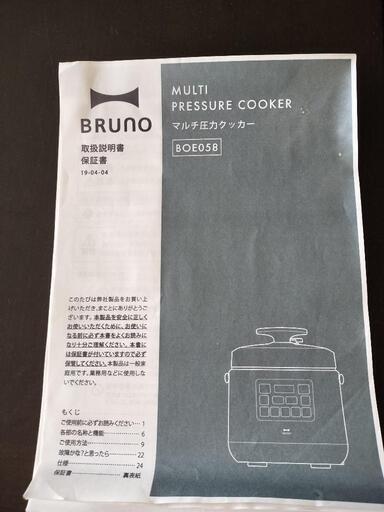 BRUNO
取扱説明書
保証書
19-04-04
MULTI
PRESSURE COOKER
マルチ圧力クッカー
BOE058
このたびは弊社製品をお買い上
げいただき、まことにありがとうご
ざいます。本製品を安全に正しく
お使いいただくために、お使いに
なる前に必ず本書をよくお読みに
なり十分ご理解ください。本書に
は保証書が付いていますので必ず
保管してください。本製品は一般家
庭用です。業務用などに使用しな
いでください。
もくじ
ご使用前に必ずお読みください…1
各部の名称と機能……6
ご使用方法……9
故障かな?と思ったら……22
仕様……24
保証書……裏表紙